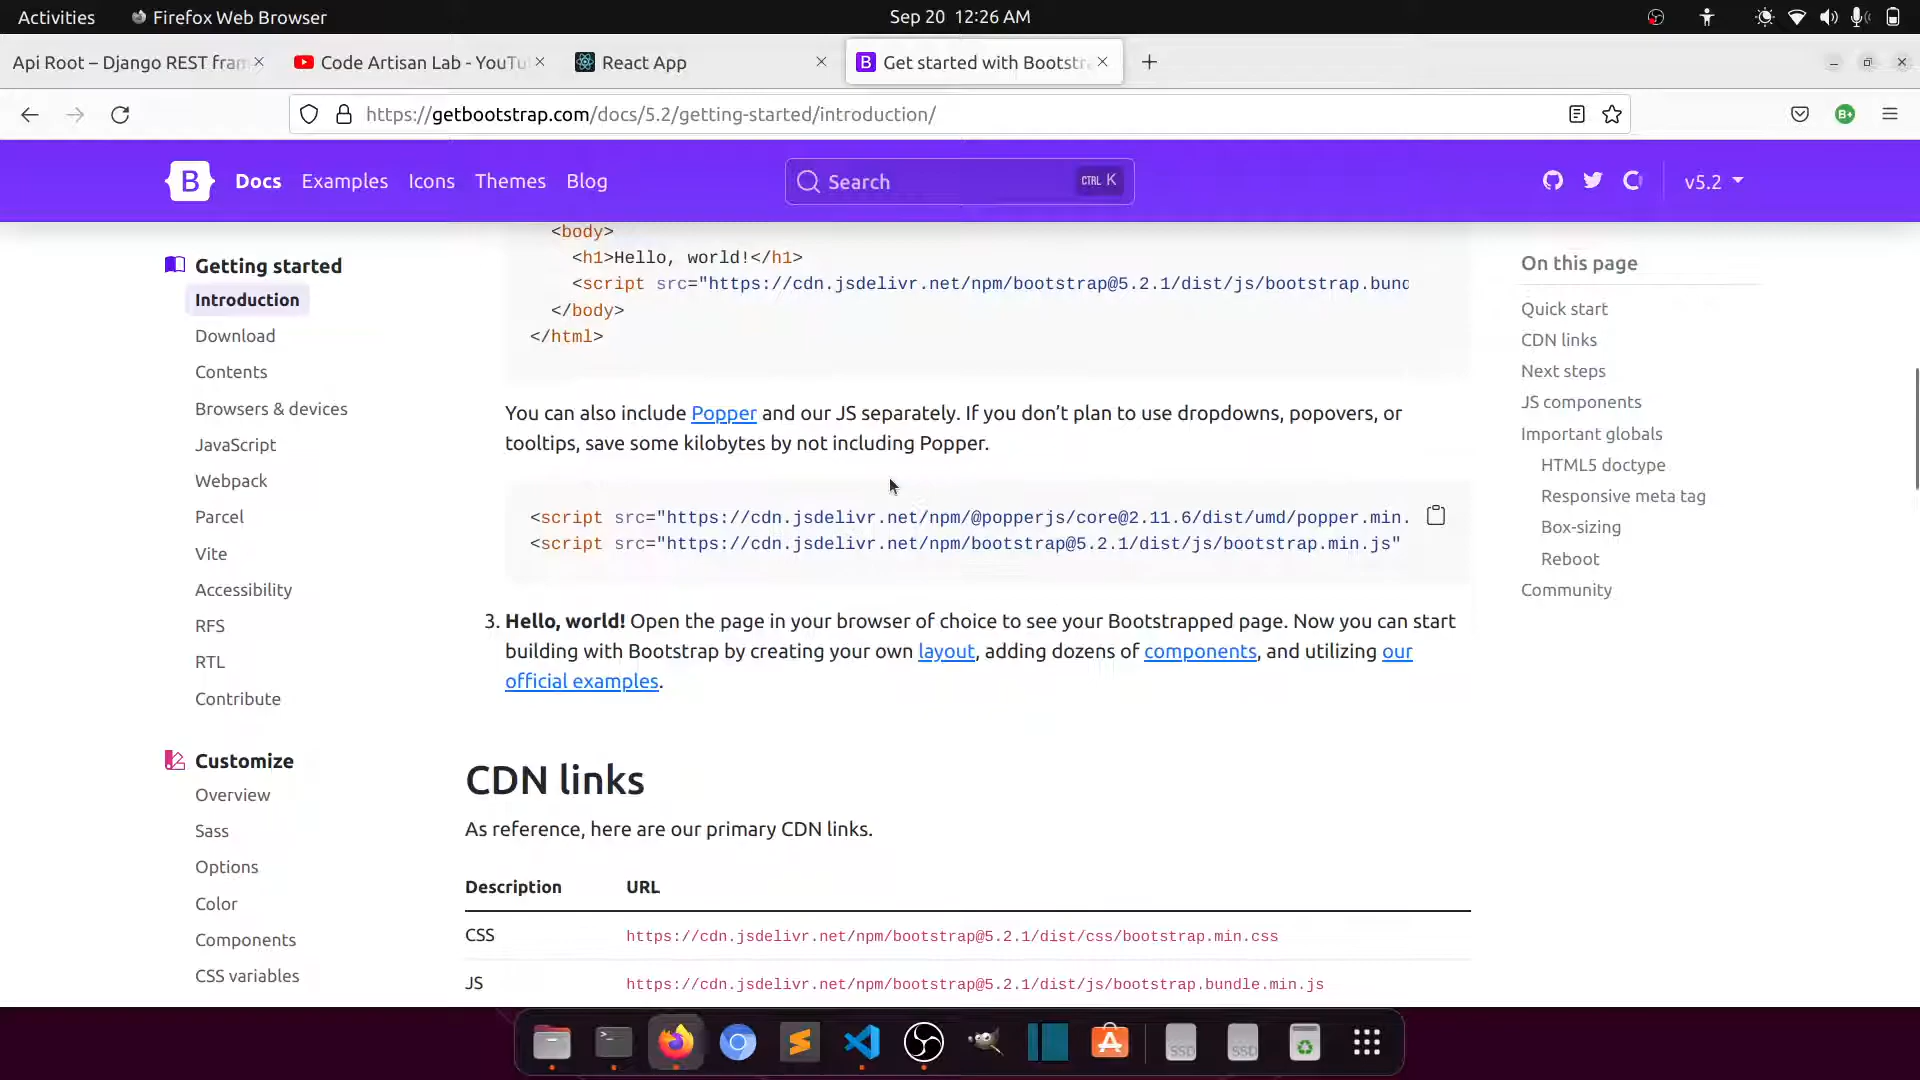 Activities
Firefox Web Browser
Sep 20 12:26 AM
Api Root – Django REST fram
Code Artisan Lab - YouTu
React App
Get started with Bootstra
https://getbootstrap.com/docs/5.2/getting-started/introduction/
B+
B
Docs
Examples
Icons
Themes
Blog
Search
CTRL K
v5.2
Getting started
Introduction
Download
Contents
Browsers & devices
JavaScript
Webpack
Parcel
Vite
Accessibility
RFS
RTL
Contribute
Customize
Overview
Sass
Options
Color
Components
CSS variables
<body>
<h1>Hello, world!</h1>
<script src="https://cdn.jsdelivr.net/npm/bootstrap@5.2.1/dist/js/bootstrap.bund
</body>
</html>
You can also include Popper and our JS separately. If you don’t plan to use dropdowns, popovers, or
tooltips, save some kilobytes by not including Popper.
<script src="https://cdn.jsdelivr.net/npm/@popperjs/core@2.11.6/dist/umd/popper.min.
<script src="https://cdn.jsdelivr.net/npm/bootstrap@5.2.1/dist/js/bootstrap.min.js"
3. Hello, world! Open the page in your browser of choice to see your Bootstrapped page. Now you can start
building with Bootstrap by creating your own layout, adding dozens of components, and utilizing our
official examples.
CDN links
As reference, here are our primary CDN links.
Description URL
CSS https://cdn.jsdelivr.net/npm/bootstrap@5.2.1/dist/css/bootstrap.min.css
JS https://cdn.jsdelivr.net/npm/bootstrap@5.2.1/dist/js/bootstrap.bundle.min.js
On this page
Quick start
CDN links
Next steps
JS components
Important globals
HTML5 doctype
Responsive meta tag
Box-sizing
Reboot
Community
SSD
SSD